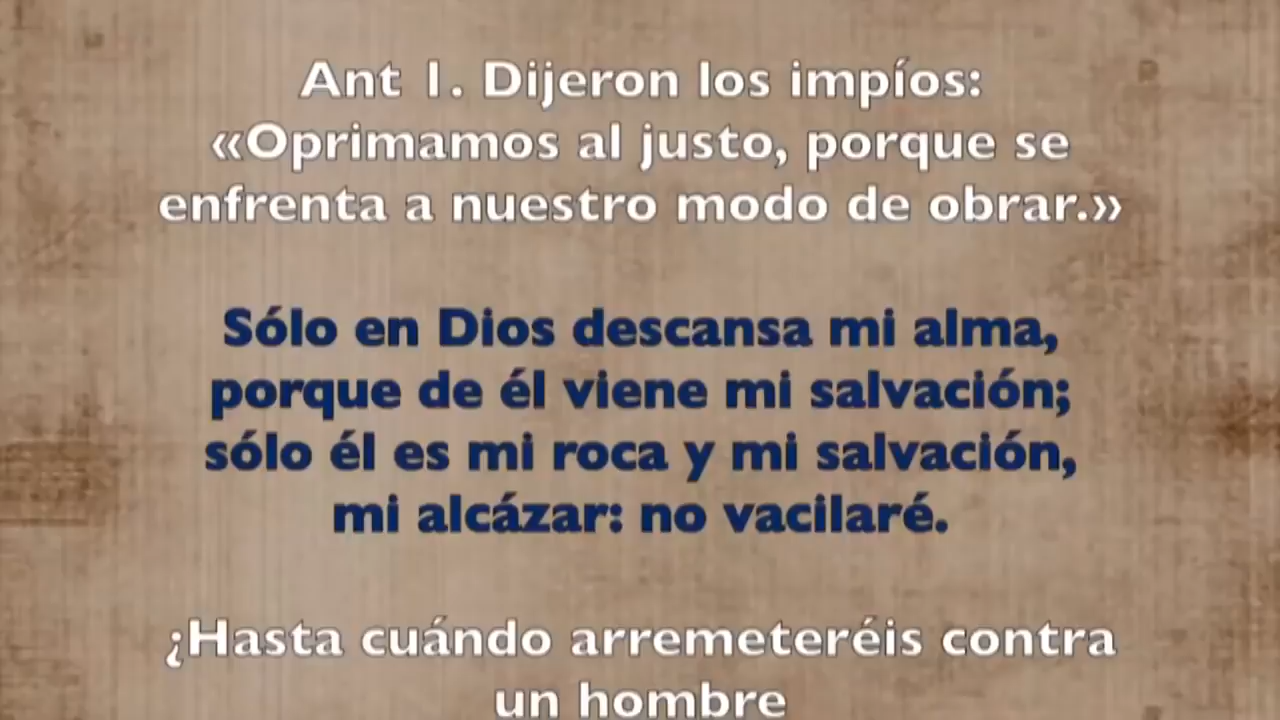 Ant 1. Dijeron los impíos:
«Oprimamos al justo, porque se
enfrenta a nuestro modo de obrar.»
Sólo en Dios descansa mi alma,
porque de él viene mi salvación;
sólo él es mi roca y mi salvación,
mi alcázar: no vacilaré.
¿Hasta cuándo arremeteréis contra
un hombre